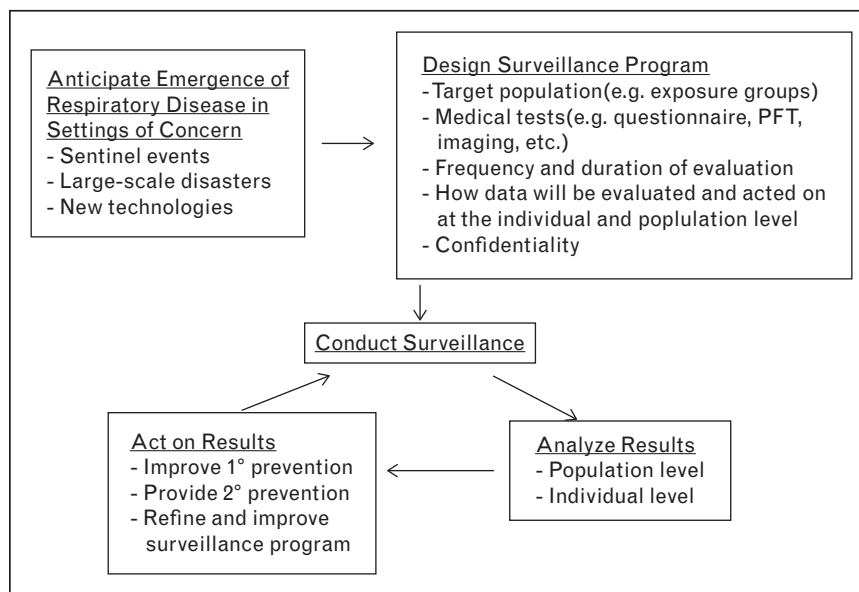 Anticipate Emergence of
Respiratory Disease in
Settings of Concern
- Sentinel events
- Large-scale disasters
- New technologies
Design Surveillance Program
- Target population(e.g. exposure groups)
- Medical tests(e.g. questionnaire, PFT,
imaging, etc.)
- Frequency and duration of evaluation
- How data will be evaluated and acted on
at the individual and poplulation level
- Confidentiality
Conduct Surveillance
Act on Results
- Improve 1° prevention
- Provide 2° prevention
- Refine and improve
surveillance program
Analyze Results
- Population level
- Individual level